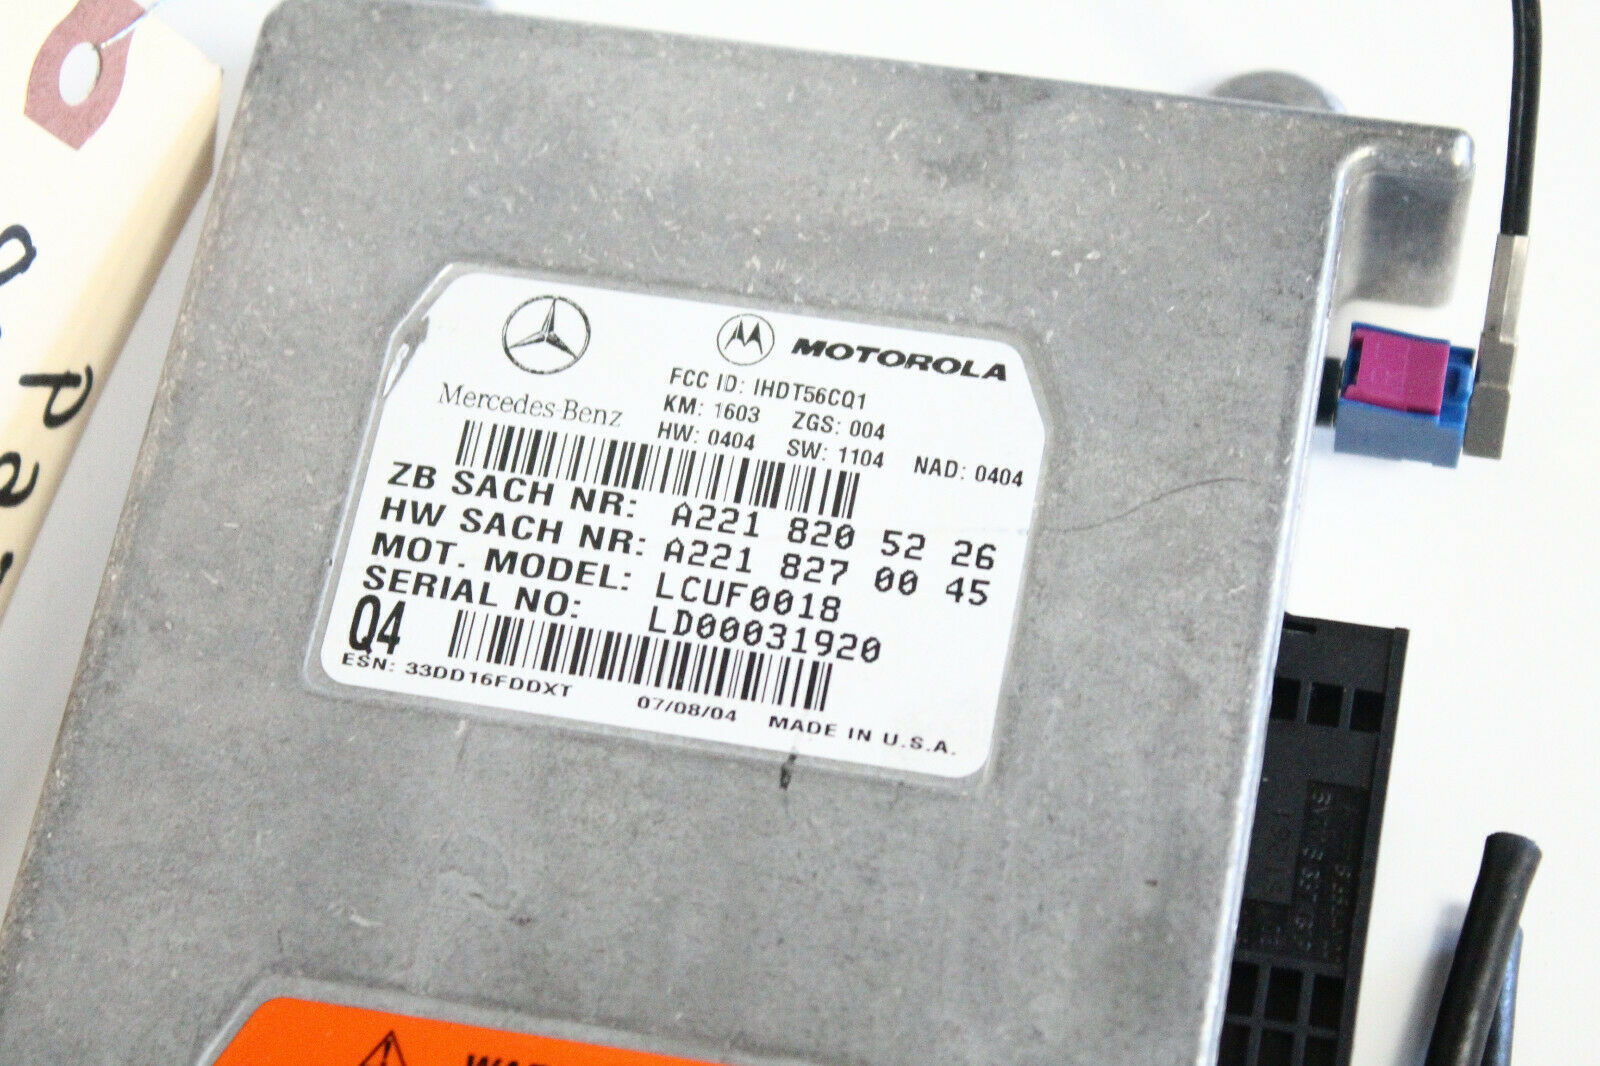 MOTOROLA
Mercedes-Benz
FCC ID: IHDT56CQ1
KM: 1603 ZGS: 004
HW: 0404 SW: 1104 NAD: 0404
ZB SACH NR: A221 820 52 26
HW SACH NR: A221 827 00 45
MOT. MODEL: LCUF0018
SERIAL NO: LD00031920
Q4
ESN: 33DD16FDDXT
07/08/04 MADE IN U.S.A.